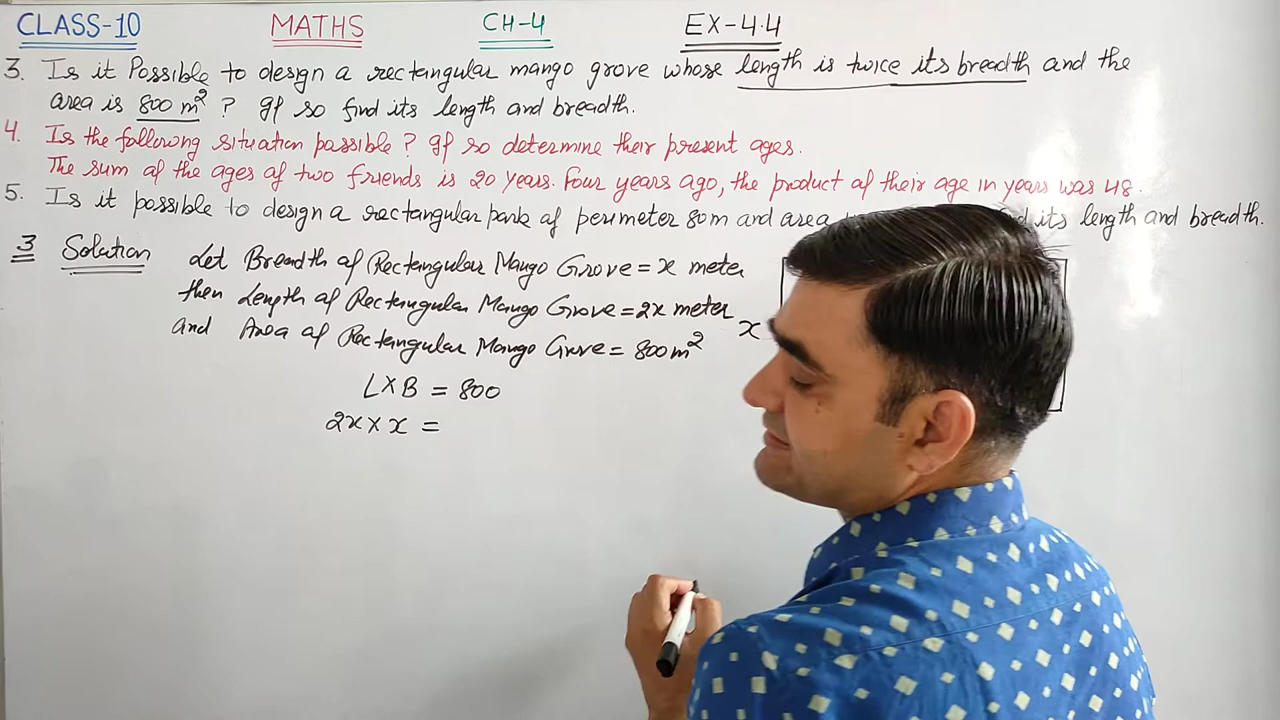 CLASS-10 MATHS CH-4 EX-4.4
3. Is it Possible to design a rectangular mango grove whose length is twice its breadth and the
area is 800 m² ? If so find its length and breadth.
4. Is the following situation possible ? If so determine their present ages.
The sum of the ages of two friends is 20 years. Four years ago, the product of their age in years was 48.
5. Is it possible to design a rectangular park of perimeter 80m and area its length and breadth.
3 Solution Let Breadth of Rectangular Mango Grove = x meter
then Length of Rectangular Mango Grove = 2x meter
and Area of Rectangular Mango Grove = 800m² x
L×B = 800
2x × x =